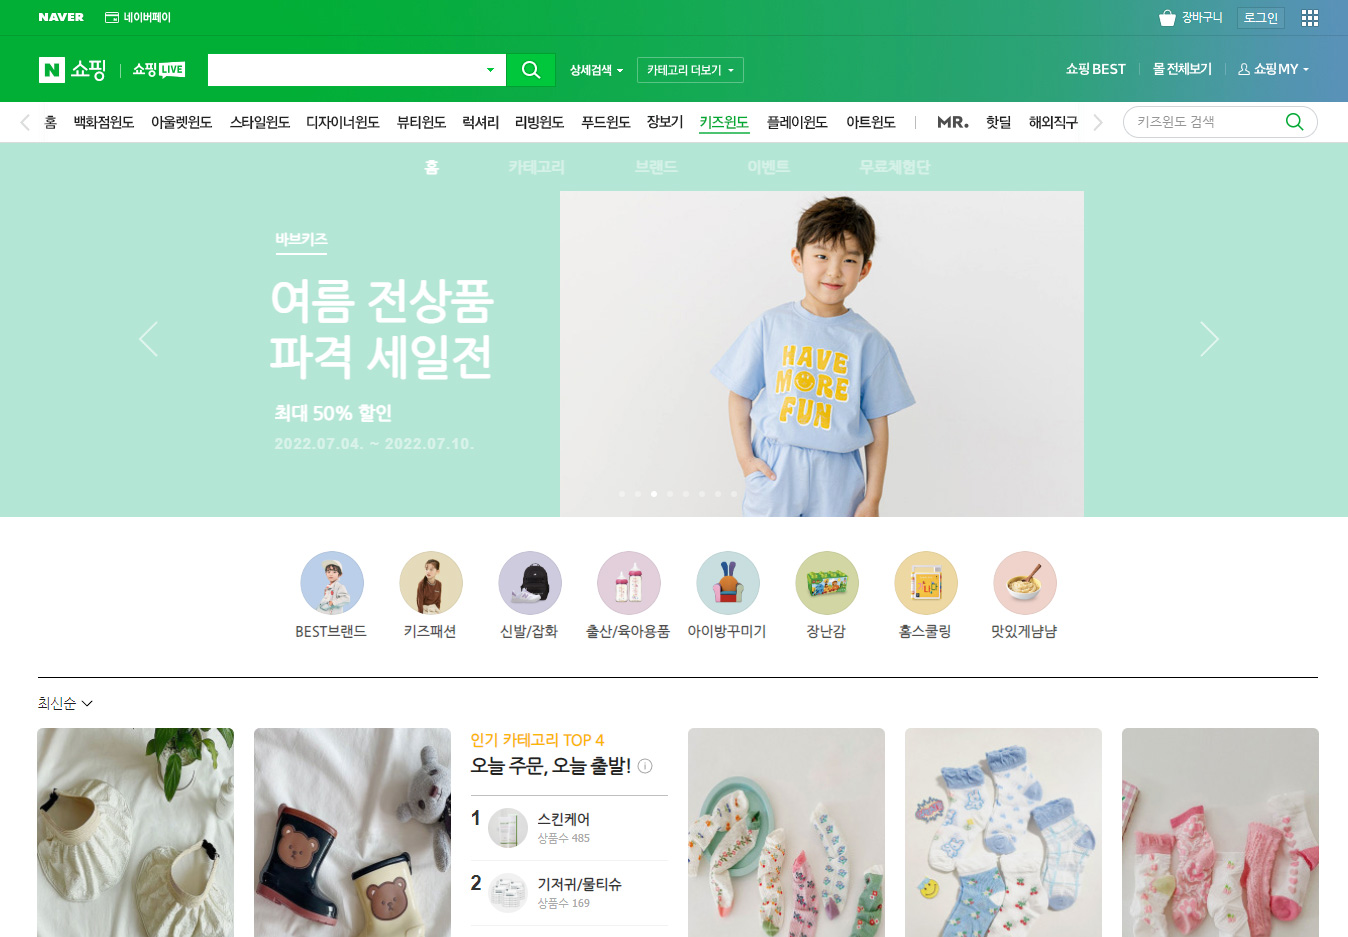 NAVER 네이버페이 장바구니 로그인
N 쇼핑 쇼핑 LIVE 상세검색 카테고리 더보기 쇼핑 BEST 몰 전체보기 쇼핑 MY
홈 백화점윈도 아울렛윈도 스타일윈도 디자이너윈도 뷰티윈도 럭셔리 리빙윈도 푸드윈도 장보기 키즈윈도 플레이윈도 아트윈도 MR. 핫딜 해외직구 키즈윈도 검색
홈 카테고리 브랜드 이벤트 무료체험단
바브키즈
여름 전상품
파격 세일전
최대 50% 할인
2022.07.04. ~ 2022.07.10.
HAVE
MORE
FUN
BEST브랜드 키즈패션 신발/잡화 출산/육아용품 아이방꾸미기 장난감 홈스쿨링 맛있게냠냠
최신순
인기 카테고리 TOP 4
오늘 주문, 오늘 출발!
1 스킨케어
상품수 485
2 기저귀/물티슈
상품수 169